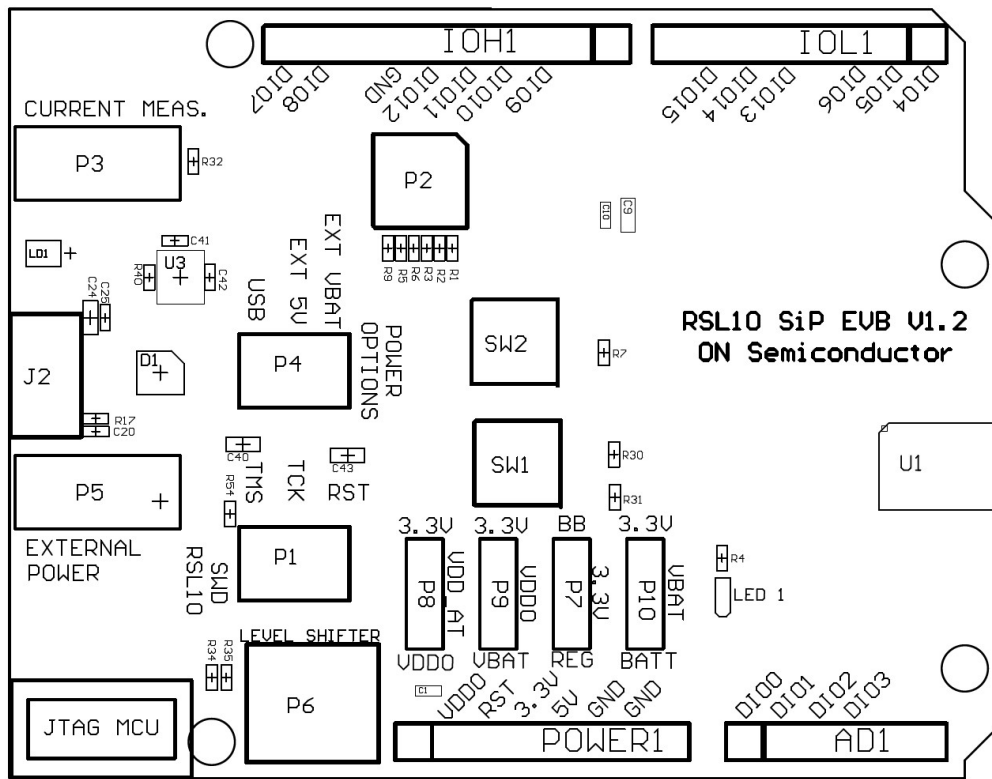 IOH1
IOL1
DIO7
DIO8
GND
DIO12
DIO11
DIO10
DIO9
DIO15
DIO14
DIO13
DIO6
DIO5
DIO4
CURRENT MEAS.
P3
R32
P2
C10
C9
LD1
C41
U3
R40
C42
C24
C25
R9
R5
R6
R3
R2
R1
USB
EXT 5V
EXT VBAT
J2
D1
P4
POWER
OPTIONS
SW2
R7
RSL10 SiP EVB V1.2
ON Semiconductor
R17
C20
C40
C43
P5
R54
TMS
TCK
RST
SW1
R30
R31
U1
EXTERNAL
POWER
SWD
RSL10
P1
3.3V
P8
VDD_AT
VDDO
3.3V
P9
VDDO
VBAT
BB
P7
3.3V
REG
3.3V
P10
VBAT
BATT
R4
LED 1
R34
R35
LEVEL SHIFTER
P6
C1
VDDO
RST
3.3V
5V
GND
GND
POWER1
DIO0
DIO1
DIO2
DIO3
AD1
JTAG MCU